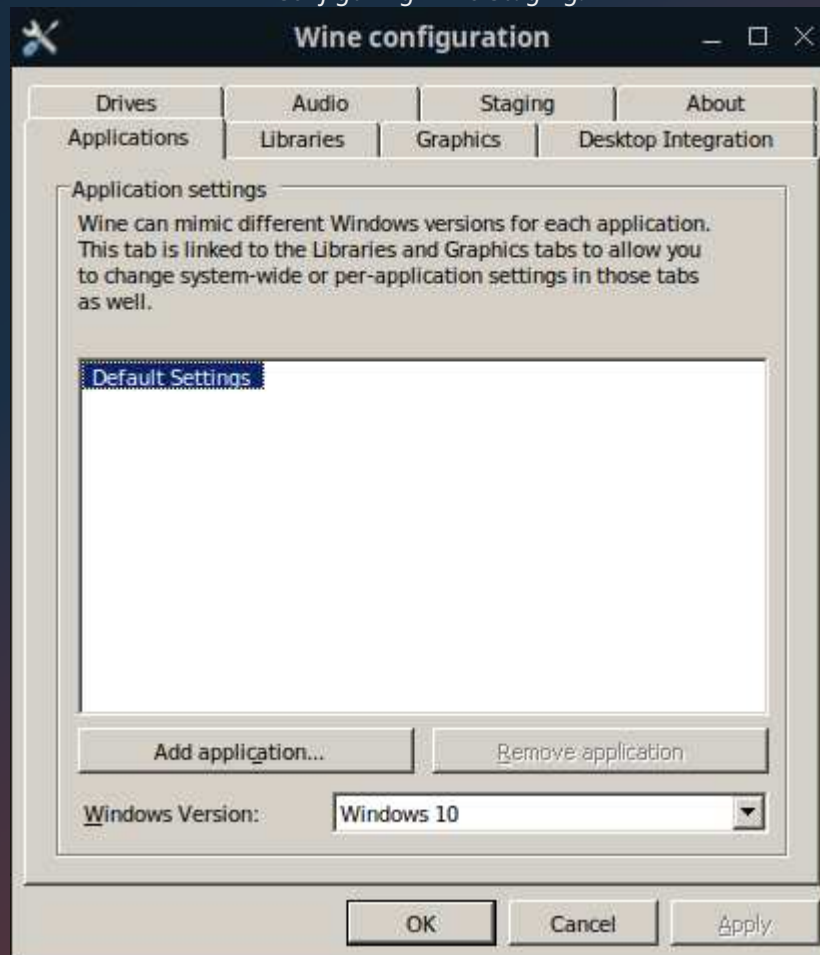 Wine configuration
Drives Audio Staging About
Applications Libraries Graphics Desktop Integration
Application settings
Wine can mimic different Windows versions for each application.
This tab is linked to the Libraries and Graphics tabs to allow you
to change system-wide or per-application settings in those tabs
as well.
Default Settings
Add application... Remove application
Windows Version: Windows 10
OK Cancel Apply